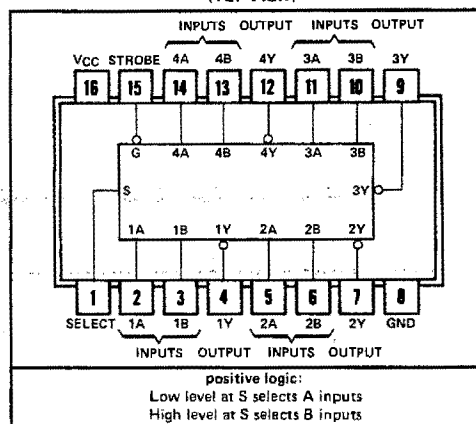 (TOP VIEW)
INPUTS OUTPUT INPUTS OUTPUT
VCC STROBE 4A 4B 4Y 3A 3B 3Y
16 15 14 13 12 11 10 9
G 4A 4B 4Y 3A 3B
S 3Y
1A 1B 1Y 2A 2B 2Y
1 2 3 4 5 6 7 8
SELECT 1A 1B 1Y 2A 2B 2Y GND
INPUTS OUTPUT INPUTS OUTPUT
positive logic:
Low level at S selects A inputs
High level at S selects B inputs